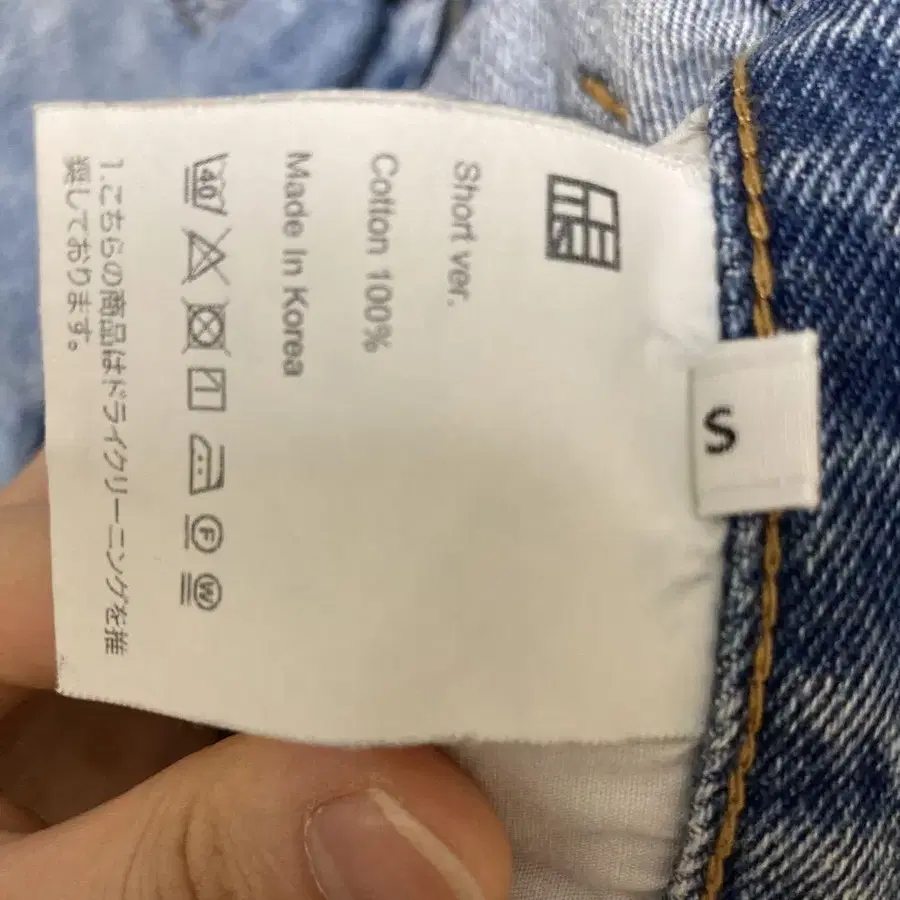 Short ver.
Cotton 100%
Made In Korea
40
F
W
1.こちらの商品はドライクリーニングを推
奨しております。
S